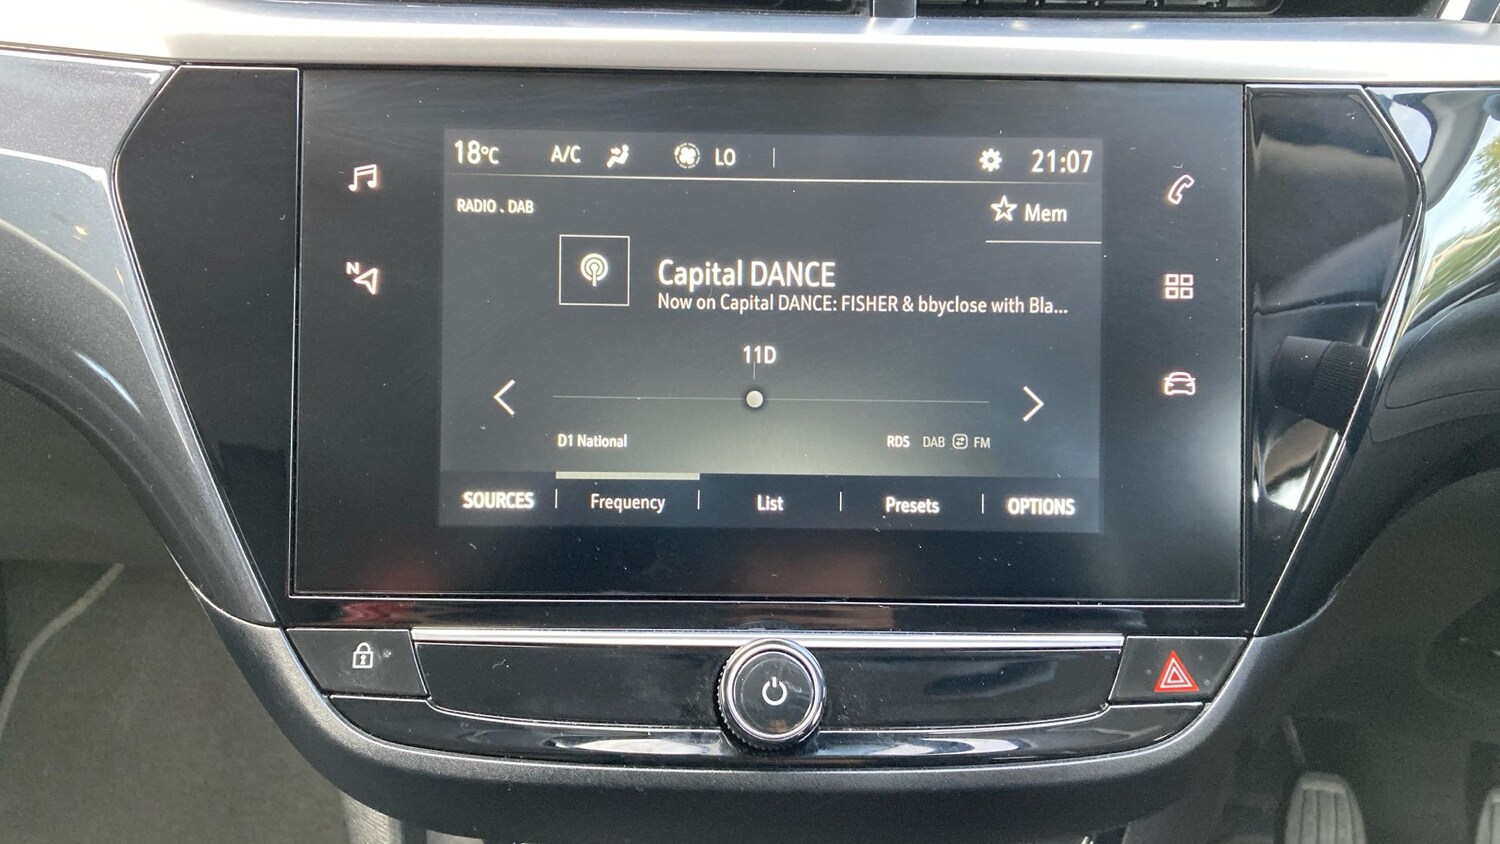 18°C A/C LO 21:07
RADIO . DAB
Mem
Capital DANCE
Now on Capital DANCE: FISHER & bbyclose with Bla...
N
11D
D1 National RDS DAB FM
SOURCES Frequency List Presets OPTIONS